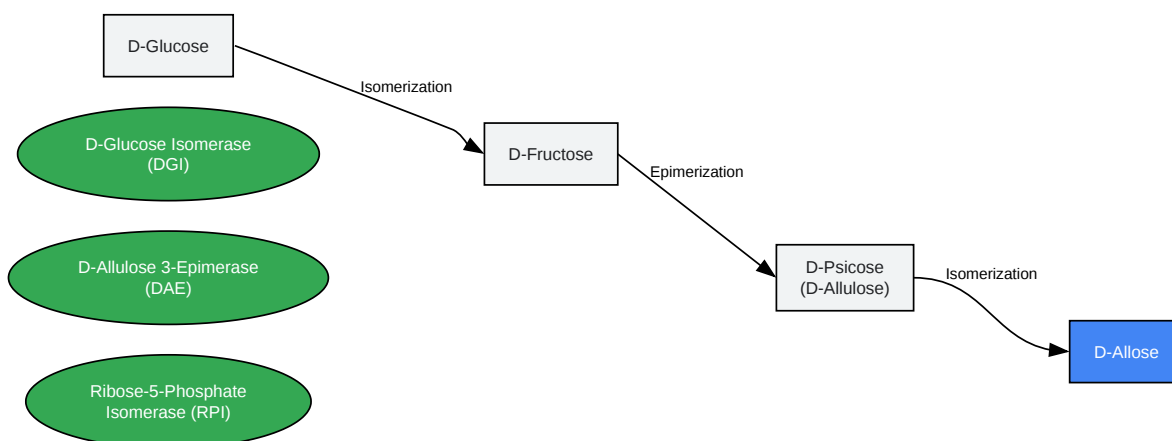 D-Glucose
Isomerization
D-Glucose Isomerase
(DGI)
D-Fructose
Epimerization
D-Allulose 3-Epimerase
(DAE)
D-Psicose
(D-Allulose)
Isomerization
D-Allose
Ribose-5-Phosphate
Isomerase (RPI)